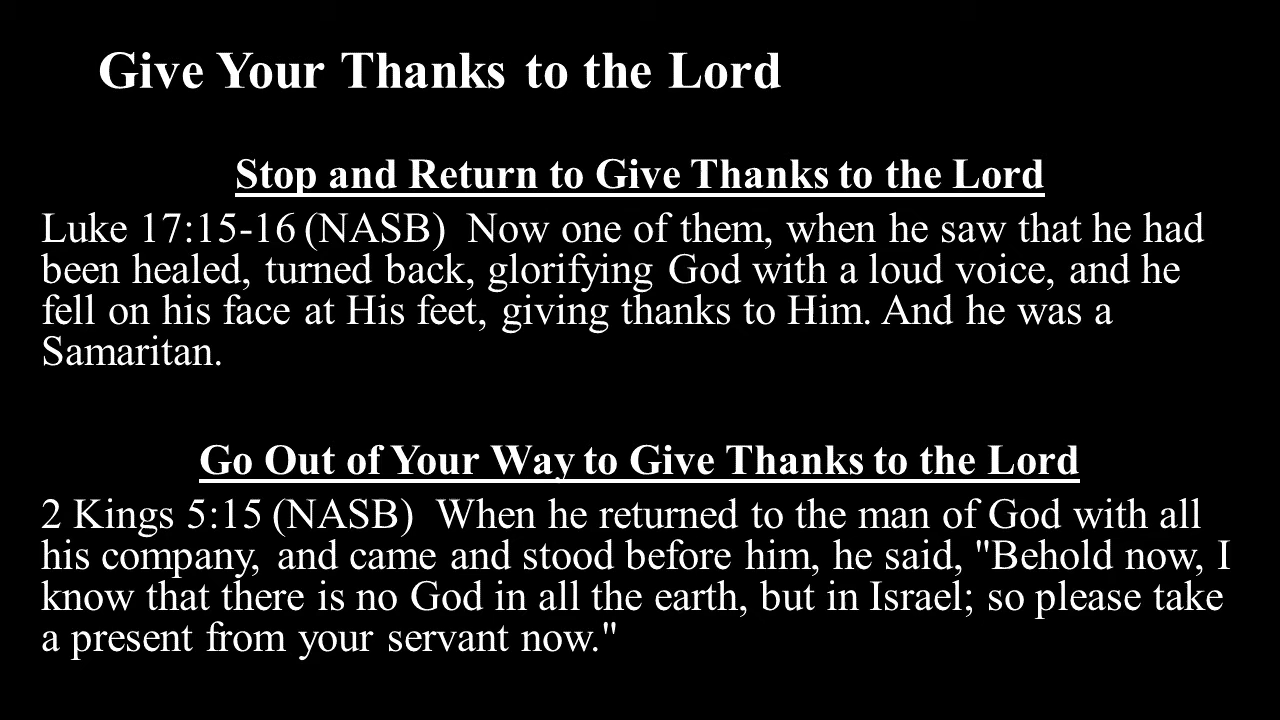 Give Your Thanks to the Lord
Stop and Return to Give Thanks to the Lord
Luke 17:15-16 (NASB)  Now one of them, when he saw that he had
been healed, turned back, glorifying God with a loud voice, and he
fell on his face at His feet, giving thanks to Him. And he was a
Samaritan.
Go Out of Your Way to Give Thanks to the Lord
2 Kings 5:15 (NASB)  When he returned to the man of God with all
his company, and came and stood before him, he said, "Behold now, I
know that there is no God in all the earth, but in Israel; so please take
a present from your servant now."